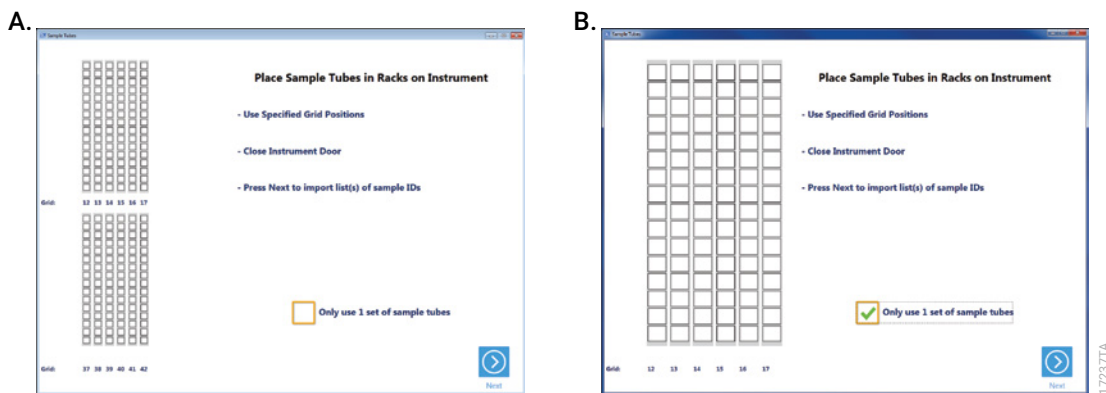 A.
Sample Tubes
Place Sample Tubes in Racks on Instrument
- Use Specified Grid Positions
- Close Instrument Door
- Press Next to import list(s) of sample IDs
Grid: 12 13 14 15 16 17
Only use 1 set of sample tubes
Grid: 37 38 39 40 41 42
Next
B.
Sample Tubes
Place Sample Tubes in Racks on Instrument
- Use Specified Grid Positions
- Close Instrument Door
- Press Next to import list(s) of sample IDs
Only use 1 set of sample tubes
Grid: 12 13 14 15 16 17
Next
17237TA